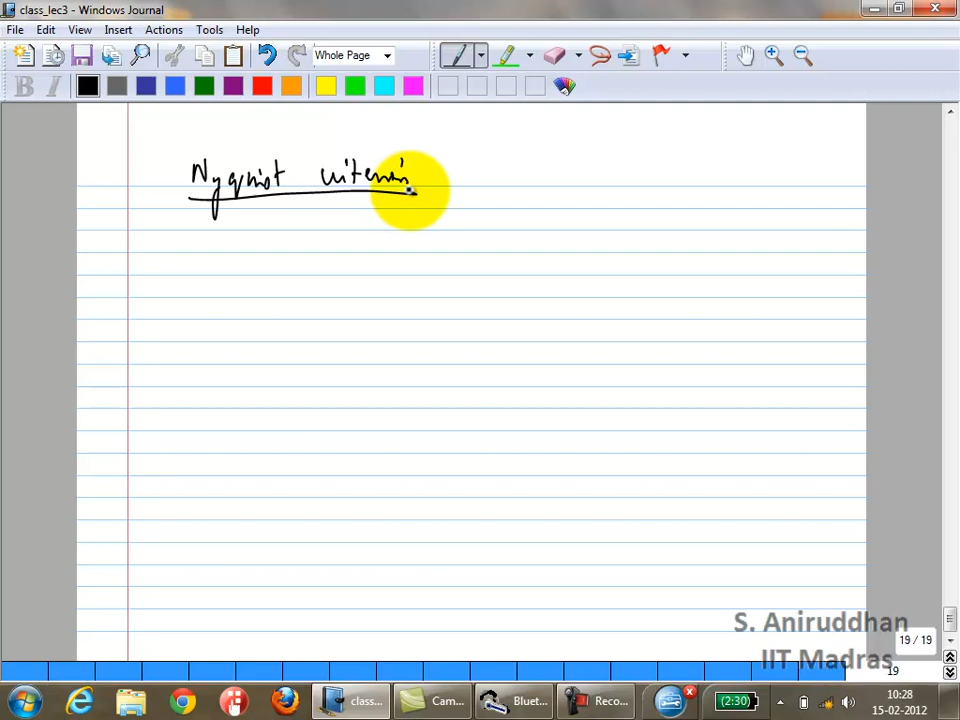 class_lec3 - Windows Journal
File Edit View Insert Actions Tools Help
Whole Page
B I
Nyquist criterion
S. Aniruddhan
19 / 19
IIT Madras
19
class... Cam... Bluet... Reco... (2:30) 10:28
15-02-2012